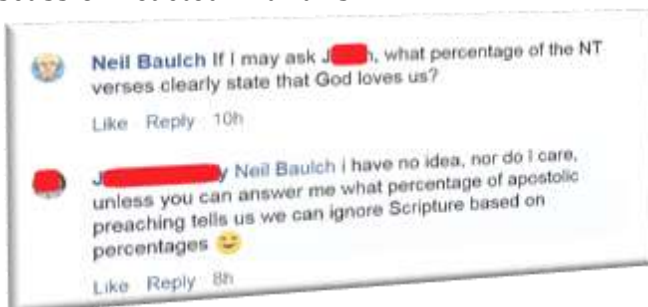 Neil Baulch If I may ask J h, what percentage of the NT
verses clearly state that God loves us?
Like Reply 10h
J y Neil Baulch i have no idea, nor do I care,
unless you can answer me what percentage of apostolic
preaching tells us we can ignore Scripture based on
percentages
Like Reply 8h